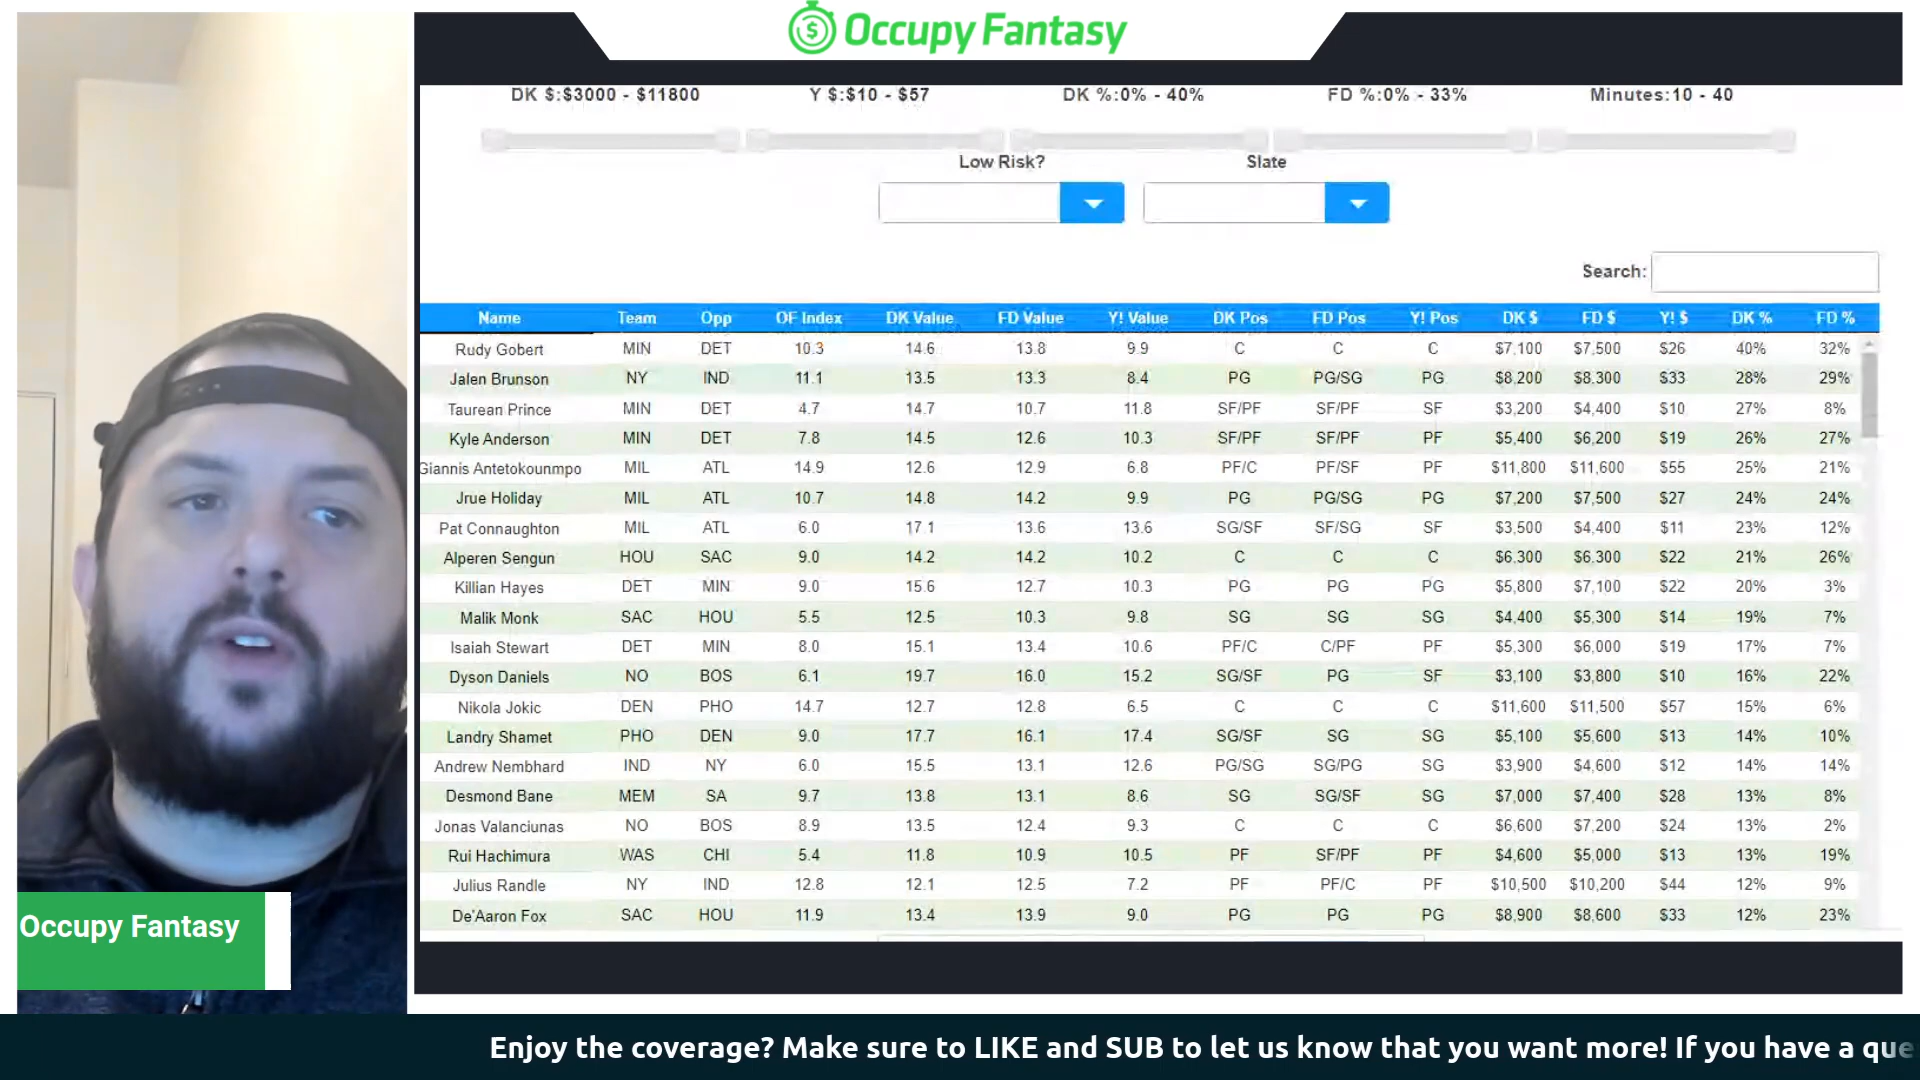 Occupy Fantasy
DK $:$3000 - $11800 Y $:$10 - $57 DK %:0% - 40% FD %:0% - 33% Minutes:10 - 40
Low Risk? Slate
Search:
Name Team Opp OF Index DK Value FD Value Y! Value DK Pos FD Pos Y! Pos DK $ FD $ Y! $ DK % FD %
Rudy Gobert MIN DET 10.3 14.6 13.8 9.9 C C C $7,100 $7,500 $26 40% 32%
Jalen Brunson NY IND 11.1 13.5 13.3 8.4 PG PG/SG PG $8,200 $8,300 $33 28% 29%
Taurean Prince MIN DET 4.7 14.7 10.7 11.8 SF/PF SF/PF SF $3,200 $4,400 $10 27% 8%
Kyle Anderson MIN DET 7.8 14.5 12.6 10.3 SF/PF SF/PF PF $5,400 $6,200 $19 26% 27%
Giannis Antetokounmpo MIL ATL 14.9 12.6 12.9 6.8 PF/C PF/SF PF $11,800 $11,600 $55 25% 21%
Jrue Holiday MIL ATL 10.7 14.8 14.2 9.9 PG PG/SG PG $7,200 $7,500 $27 24% 24%
Pat Connaughton MIL ATL 6.0 17.1 13.6 13.6 SG/SF SF/SG SF $3,500 $4,400 $11 23% 12%
Alperen Sengun HOU SAC 9.0 14.2 14.2 10.2 C C C $6,300 $6,300 $22 21% 26%
Killian Hayes DET MIN 9.0 15.6 12.7 10.3 PG PG PG $5,800 $7,100 $22 20% 3%
Malik Monk SAC HOU 5.5 12.5 10.3 9.8 SG SG SG $4,400 $5,300 $14 19% 7%
Isaiah Stewart DET MIN 8.0 15.1 13.4 10.6 PF/C C/PF PF $5,300 $6,000 $19 17% 7%
Dyson Daniels NO BOS 6.1 19.7 16.0 15.2 SG/SF PG SF $3,100 $3,800 $10 16% 22%
Nikola Jokic DEN PHO 14.7 12.7 12.8 6.5 C C C $11,600 $11,500 $57 15% 6%
Landry Shamet PHO DEN 9.0 17.7 16.1 17.4 SG/SF SG SG $5,100 $5,600 $13 14% 10%
Andrew Nembhard IND NY 6.0 15.5 13.1 12.6 PG/SG SG/PG SG $3,900 $4,600 $12 14% 14%
Desmond Bane MEM SA 9.7 13.8 13.1 8.6 SG SG/SF SG $7,000 $7,400 $28 13% 8%
Jonas Valanciunas NO BOS 8.9 13.5 12.4 9.3 C C C $6,600 $7,200 $24 13% 2%
Rui Hachimura WAS CHI 5.4 11.8 10.9 10.5 PF SF/PF PF $4,600 $5,000 $13 13% 19%
Julius Randle NY IND 12.8 12.1 12.5 7.2 PF PF/C PF $10,500 $10,200 $44 12% 9%
De'Aaron Fox SAC HOU 11.9 13.4 13.9 9.0 PG PG PG $8,900 $8,600 $33 12% 23%
Occupy Fantasy
Enjoy the coverage? Make sure to LIKE and SUB to let us know that you want more! If you have a que